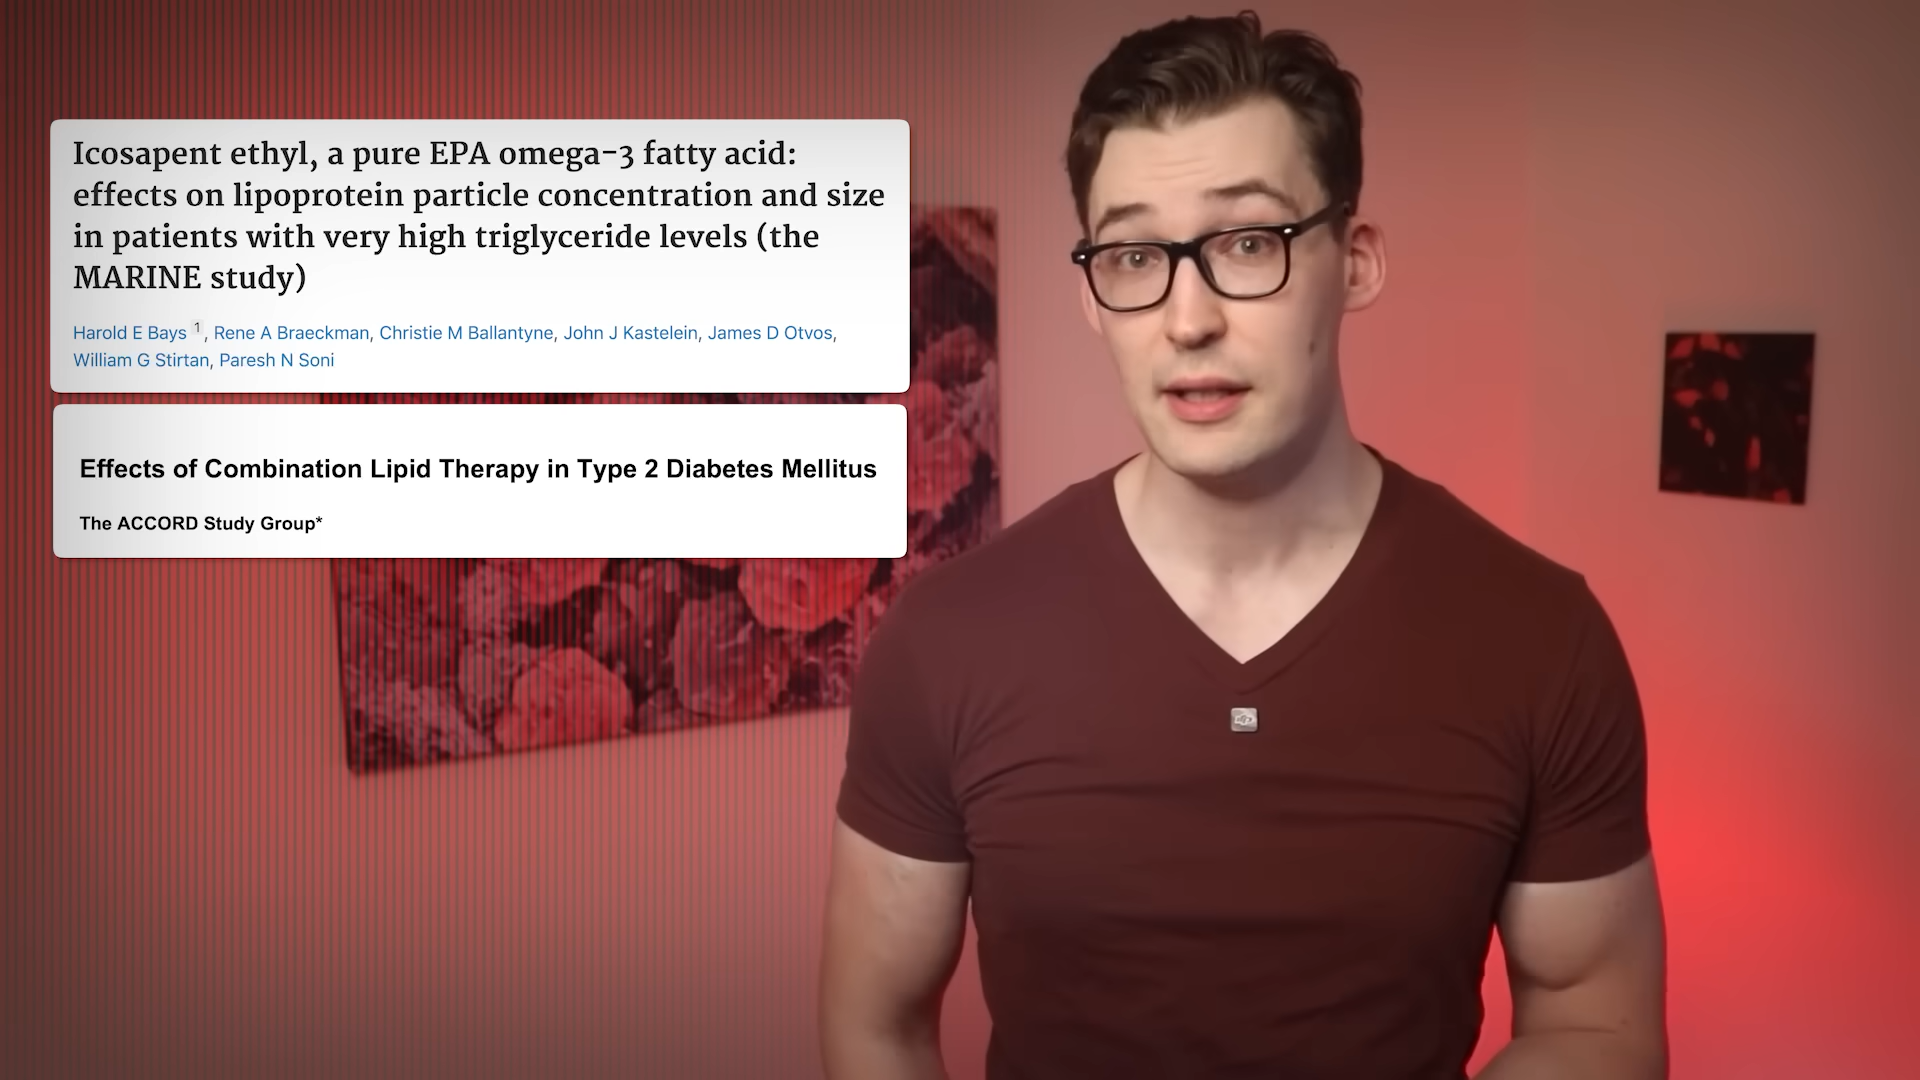 Icosapent ethyl, a pure EPA omega-3 fatty acid:
effects on lipoprotein particle concentration and size
in patients with very high triglyceride levels (the
MARINE study)
Harold E Bays 1, Rene A Braeckman, Christie M Ballantyne, John J Kastelein, James D Otvos,
William G Stirtan, Paresh N Soni
Effects of Combination Lipid Therapy in Type 2 Diabetes Mellitus
The ACCORD Study Group*